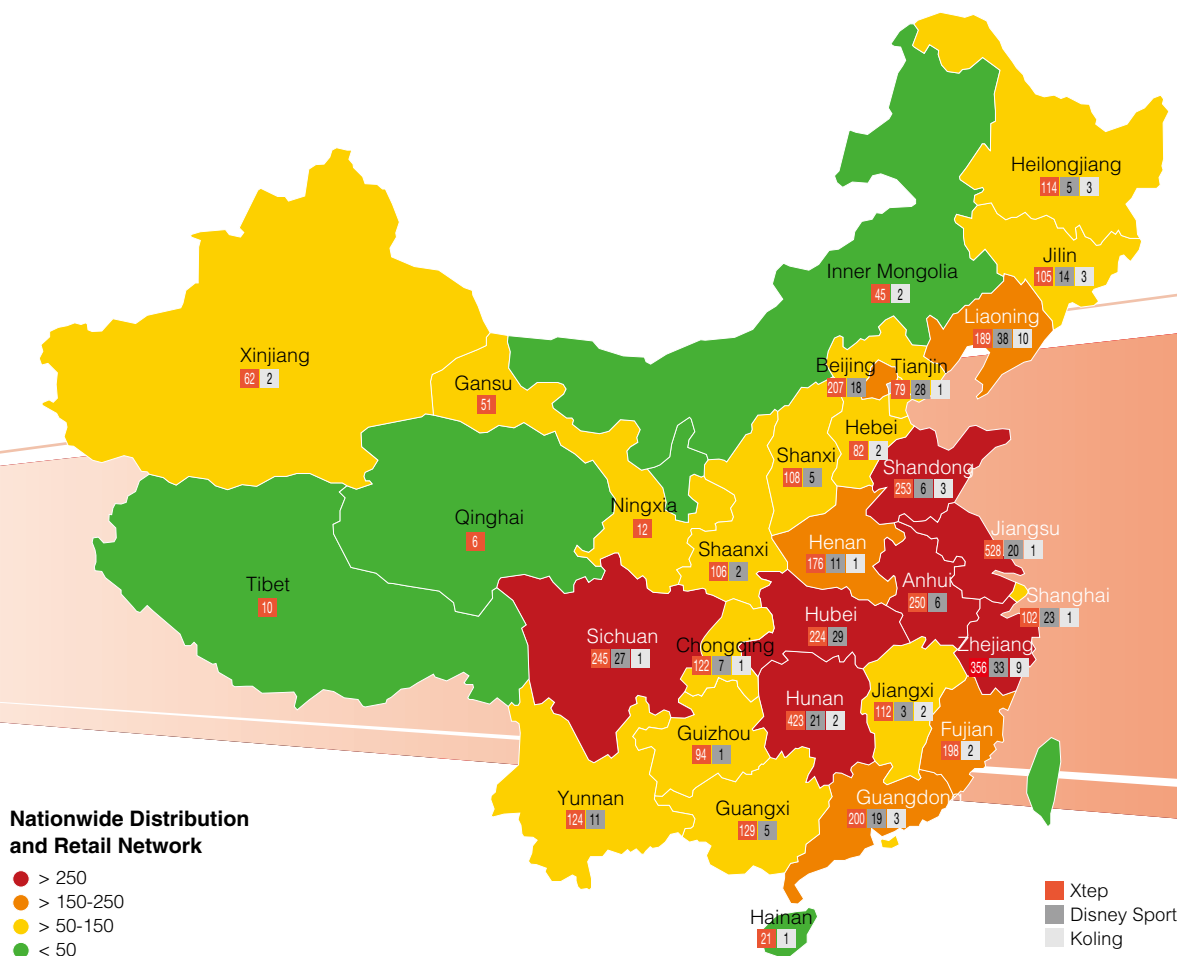 Heilongjiang
114 5 3
Jilin
105 14 3
Inner Mongolia
45 2
Liaoning
189 38 10
Xinjiang
62 2
Gansu
51
Beijing
207 18
Tianjin
79 28 1
Hebei
82 2
Shanxi
108 5
Shandong
253 6 3
Ningxia
12
Qinghai
6
Shaanxi
106 2
Henan
176 11 1
Jiangsu
528 20 1
Anhui
250 6
Tibet
10
Shanghai
102 23 1
Hubei
224 29
Sichuan
245 27 1
Chongqing
122 7 1
Zhejiang
356 33 9
Hunan
423 21 2
Jiangxi
112 3 2
Guizhou
94 1
Fujian
198 2
Yunnan
124 11
Guangxi
129 5
Guangdong
200 19 3
Hainan
21 1
Nationwide Distribution
and Retail Network
> 250
> 150-250
> 50-150
< 50
Xtep
Disney Sport
Koling